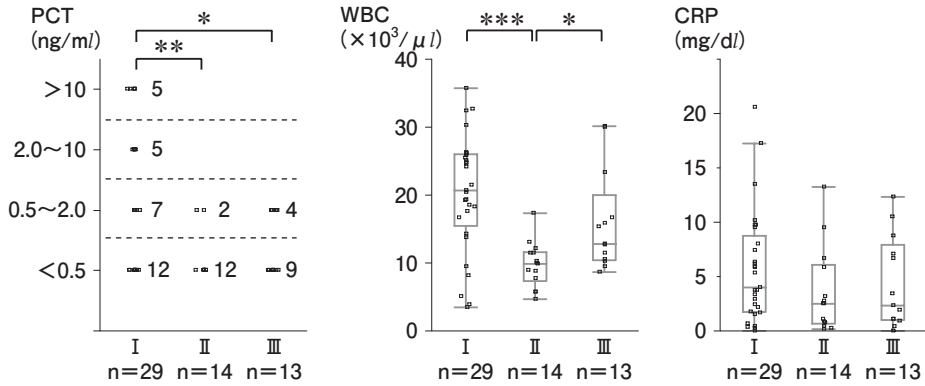 PCT
(ng/ml)
*
**
>10
5
2.0～10
5
0.5～2.0
7
2
4
<0.5
12
12
9
Ⅰ
Ⅱ
Ⅲ
n=29
n=14
n=13
WBC
(×10³/μl)
***
*
40
30
20
10
0
Ⅰ
Ⅱ
Ⅲ
n=29
n=14
n=13
CRP
(mg/dl)
20
15
10
5
0
Ⅰ
Ⅱ
Ⅲ
n=29
n=14
n=13